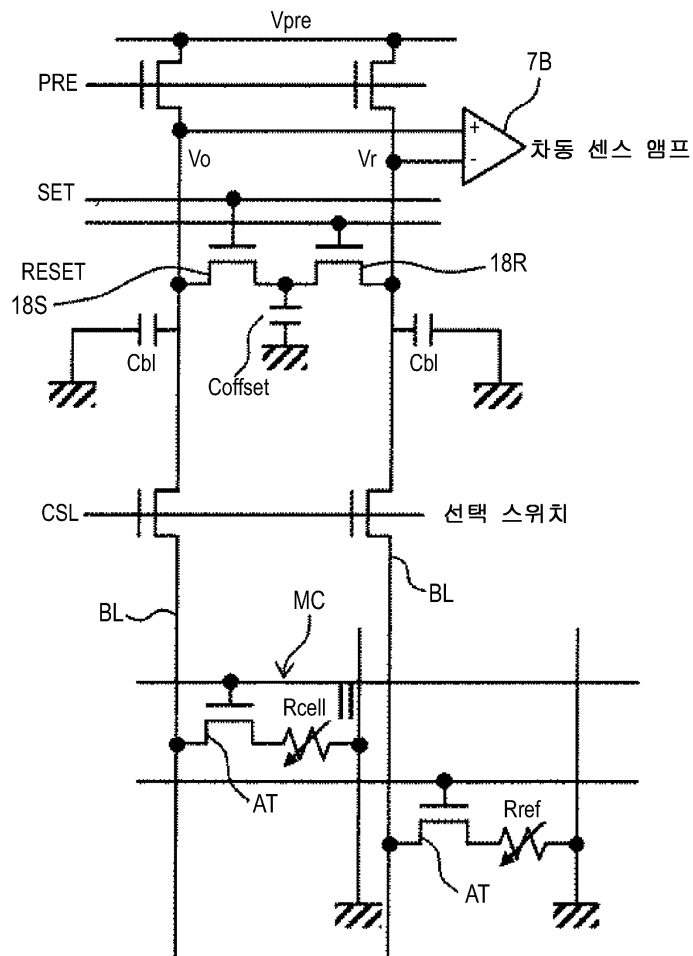 Vpre
PRE
7B
+
-
차동 센스 앰프
Vo
Vr
SET
RESET
18S
18R
Cbl
Coffset
Cbl
CSL
선택 스위치
BL
BL
MC
Rcell
AT
Rref
AT